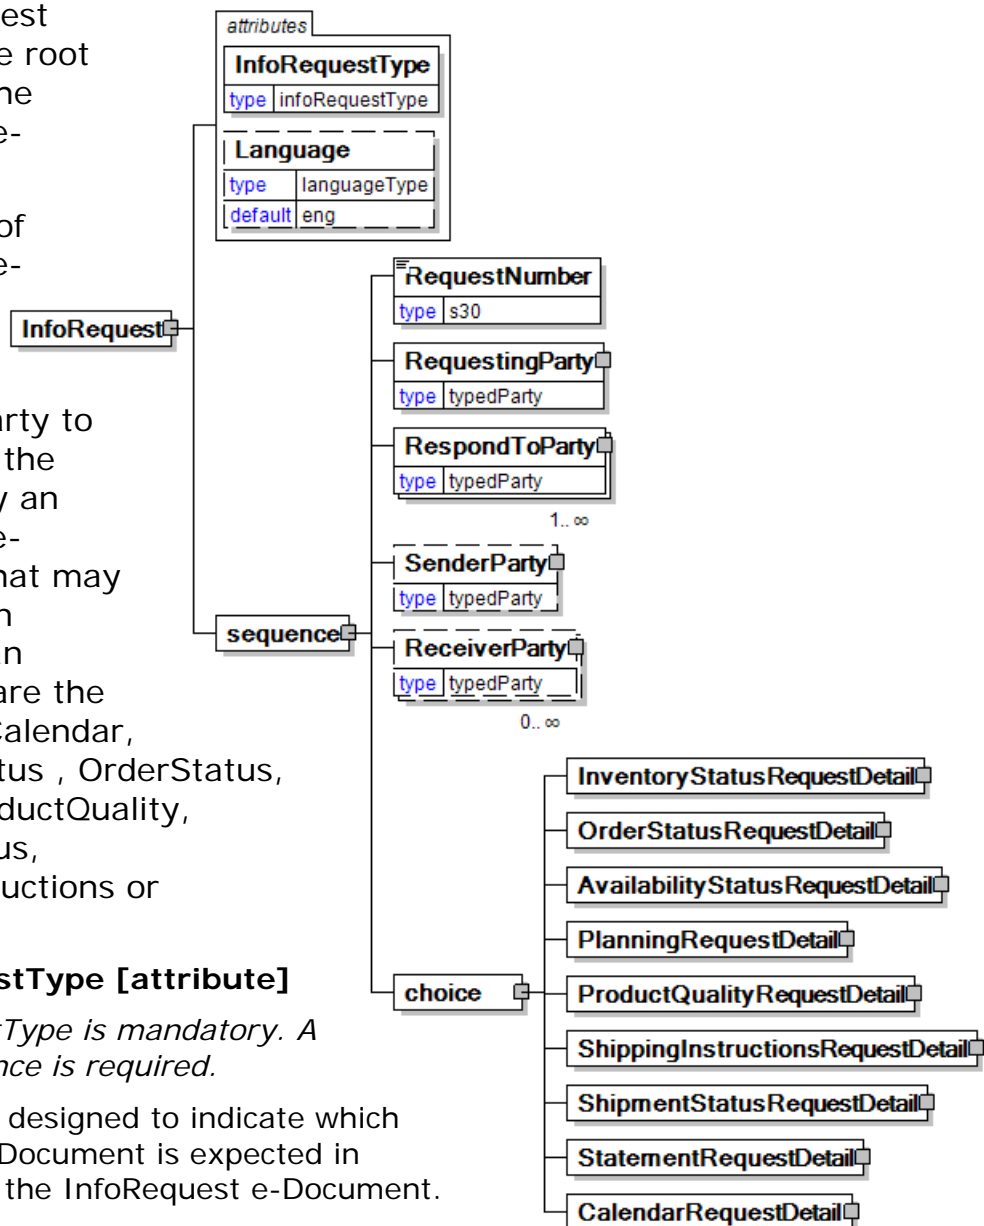 est
e root
he
e-
of
e-
arty to
the
y an
e-
hat may
n
an
are the
Calendar,
tus , OrderStatus,
oductQuality,
us,
uctions or
stType [attribute]
tType is mandatory. A
nce is required.
designed to indicate which
Document is expected in
the InfoRequest e-Document.
attributes
InfoRequestType
type infoRequestType
Language
type languageType
default eng
InfoRequest
RequestNumber
type s30
RequestingParty
type typedParty
RespondToParty
type typedParty
1.. ∞
SenderParty
type typedParty
sequence
ReceiverParty
type typedParty
0.. ∞
choice
InventoryStatusRequestDetail
OrderStatusRequestDetail
AvailabilityStatusRequestDetail
PlanningRequestDetail
ProductQualityRequestDetail
ShippingInstructionsRequestDetail
ShipmentStatusRequestDetail
StatementRequestDetail
CalendarRequestDetail